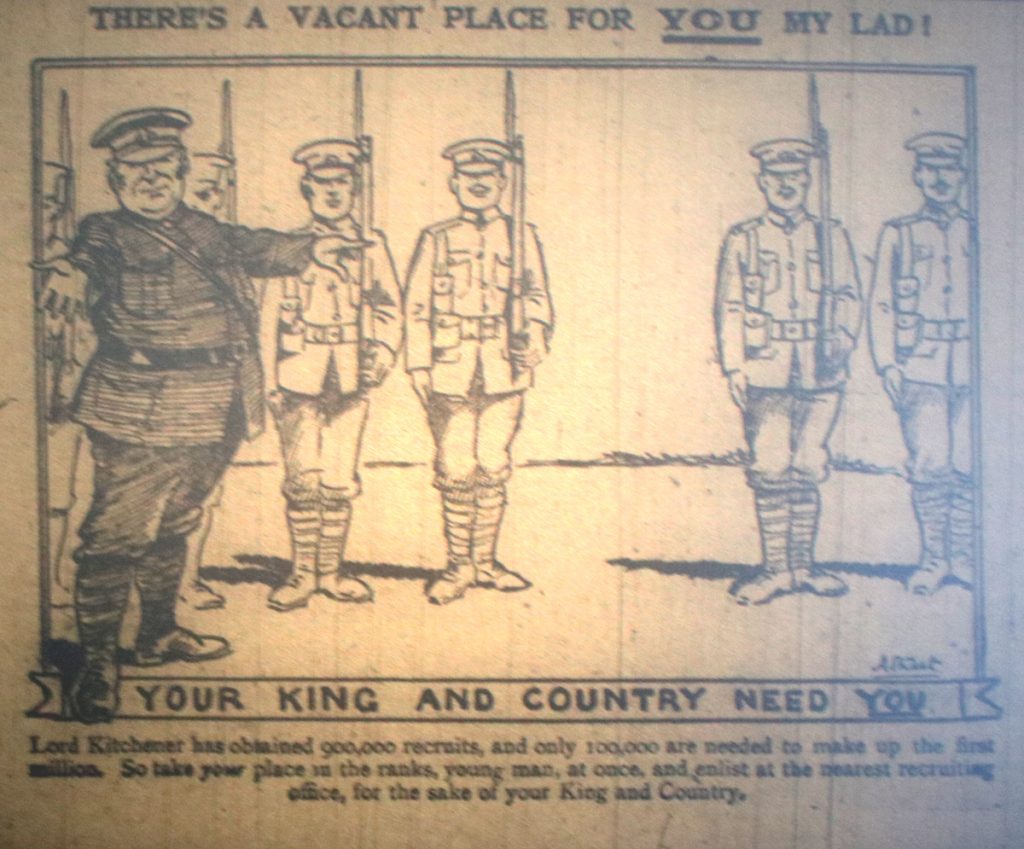 THERE'S A VACANT PLACE FOR YOU MY LAD!
YOUR KING AND COUNTRY NEED YOU
Lord Kitchener has obtained 900,000 recruits, and only 100,000 are needed to make up the first
million. So take your place in the ranks, young man, at once, and enlist at the nearest recruiting
office, for the sake of your King and Country.